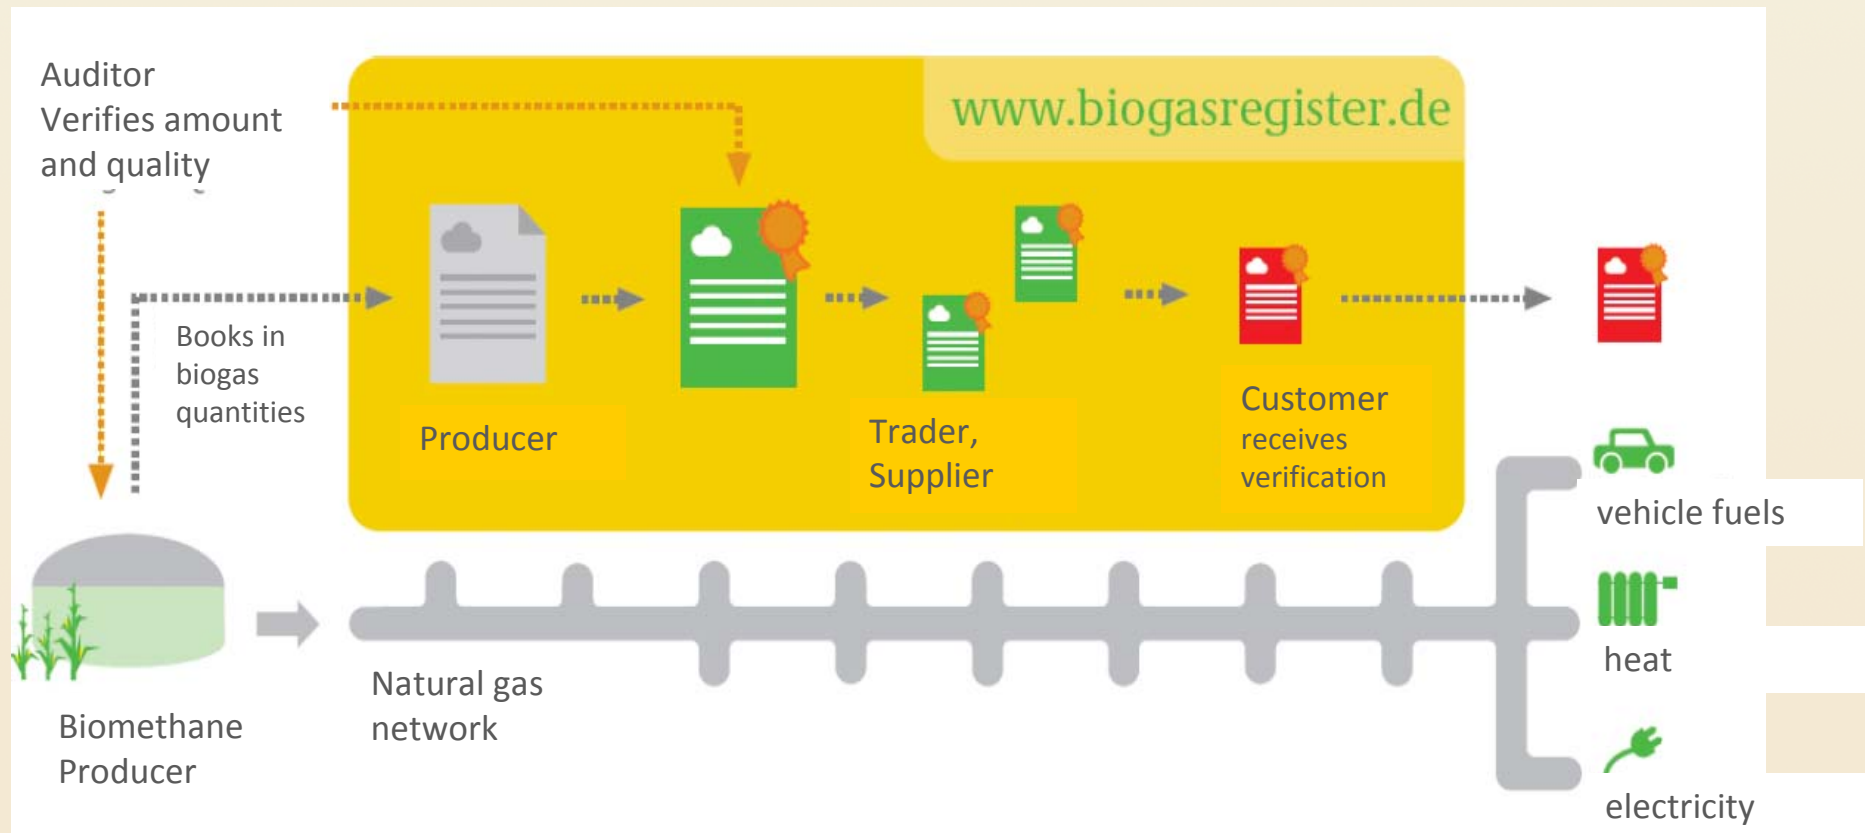 Auditor
Verifies amount
and quality
www.biogasregister.de
Books in
biogas
quantities
Producer
Trader,
Supplier
Customer
receives
verification
vehicle fuels
heat
electricity
Natural gas
network
Biomethane
Producer